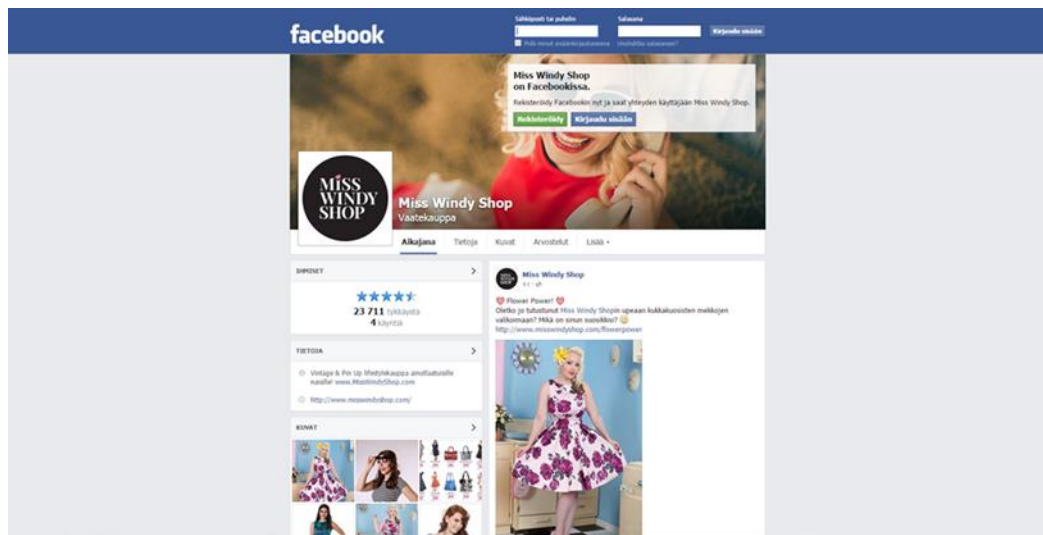 Sähköposti tai puhelin
Salasana
facebook
Kirjaudu sisään
Pidä minut sisäänkirjautuneena
Unohditko salasanasi?
Miss Windy Shop
on Facebookissa.
Rekisteröidy Facebookiin nyt ja saat yhteyden käyttäjään Miss Windy Shop.
Rekisteröidy
Kirjaudu sisään
MISS
WINDY
SHOP
Miss Windy Shop
Vaatekauppa
Aikajana
Tietoja
Kuvat
Arvostelut
Lisää
IHMISET
23 711 tykkäystä
4 käyntiä
TIETOJA
Vintage & Pin Up lifestylekauppa ainutlaatuisille
naisille! www.MissWindyShop.com
http://www.misswindyshop.com/
KUVAT
Miss Windy Shop
Flower Power!
Oletko jo tutustunut Miss Windy Shopin upeaan kukkakuosisten mekkojen
valikoimaan? Mikä on sinun suosikkisi?
http://www.misswindyshop.com/flowerpower